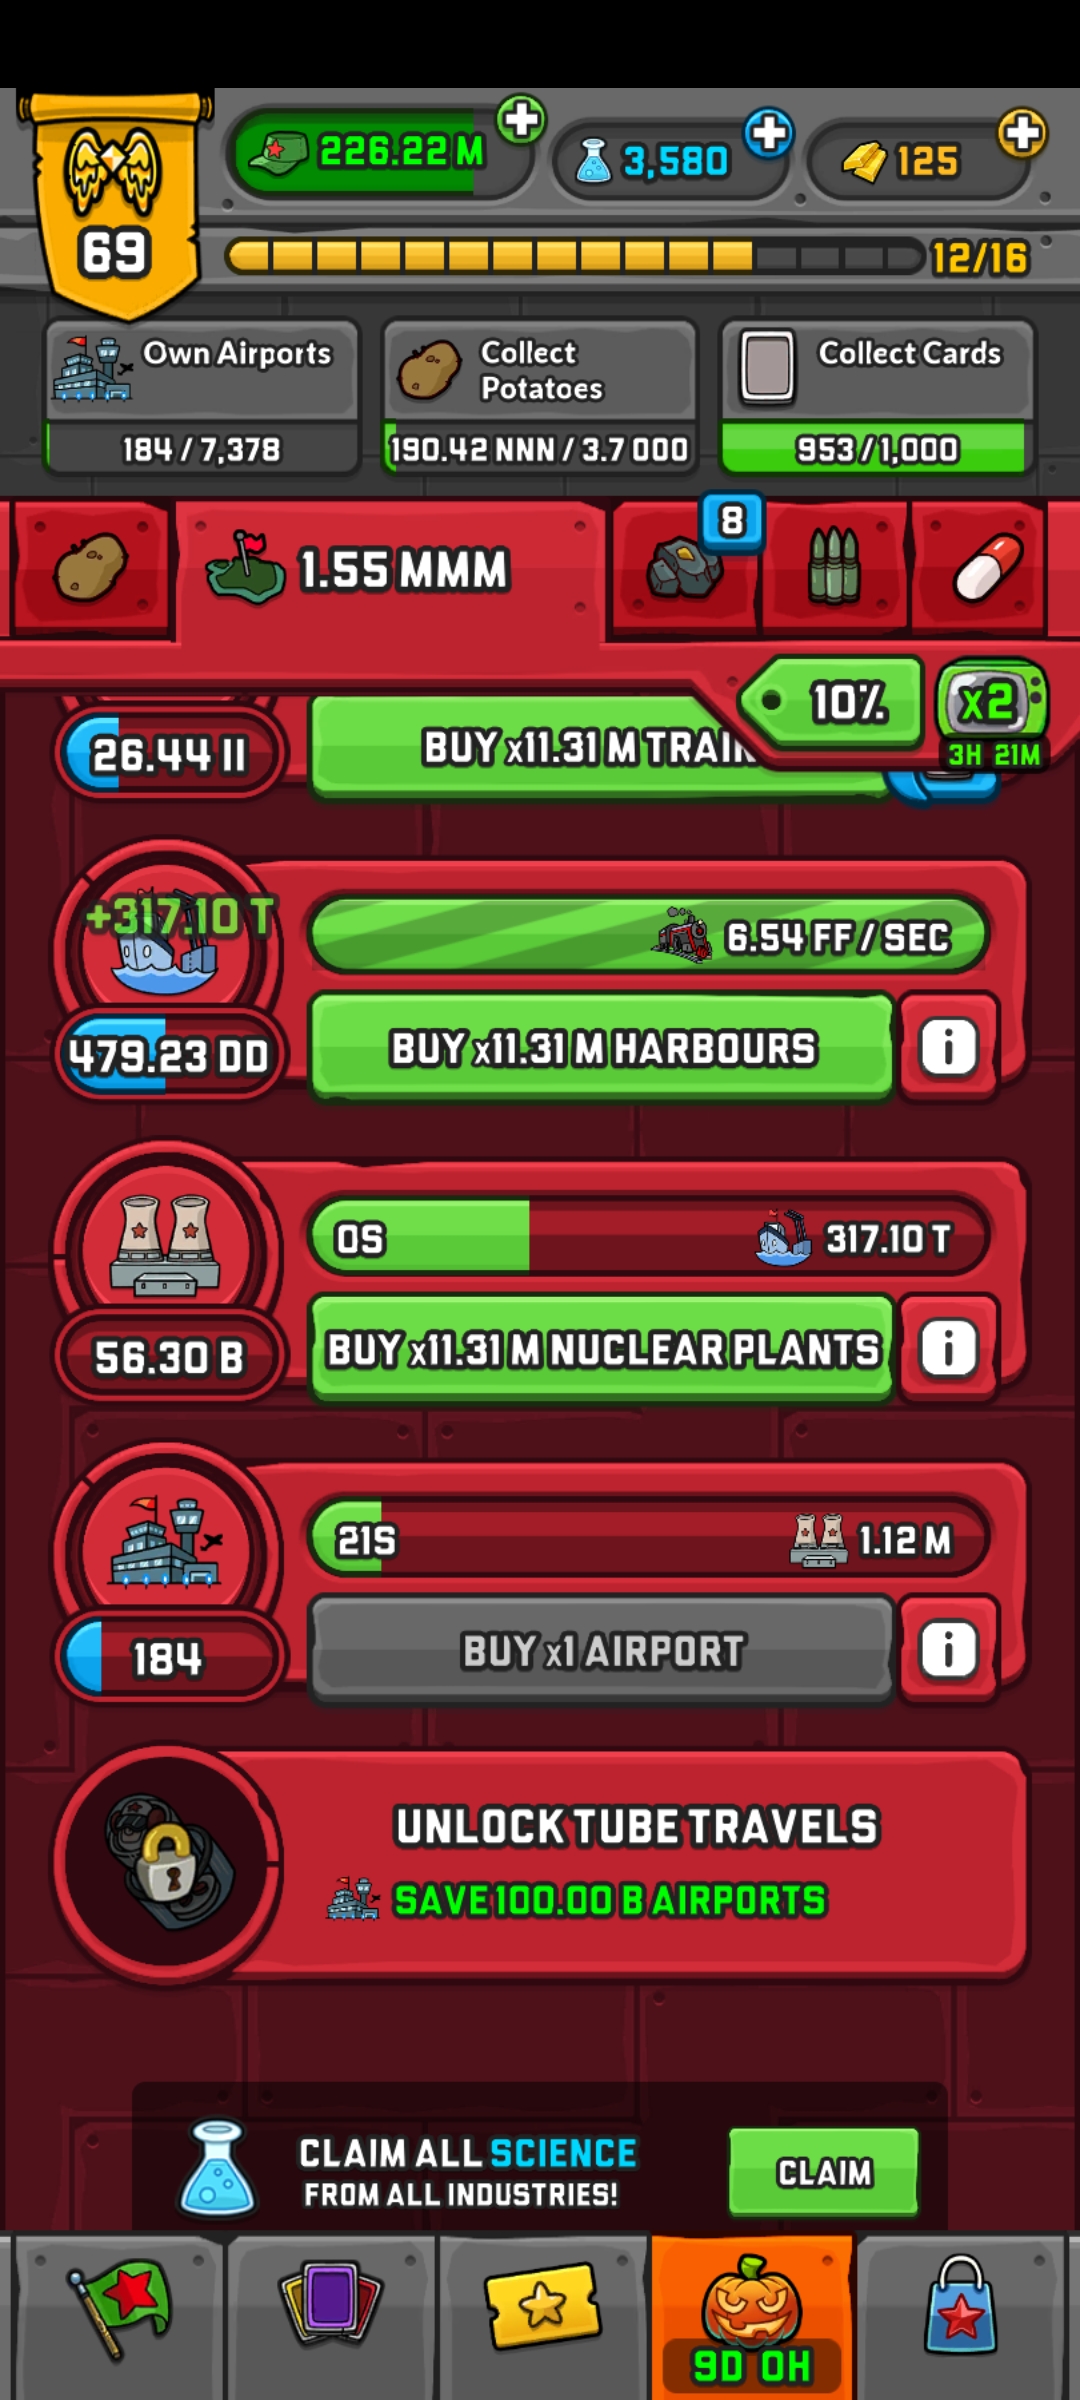 226.22 M
3,580
125
69
12/16
Own Airports
184 / 7,378
Collect
Potatoes
190.42 NNN / 3.7 OOO
Collect Cards
953 / 1,000
1.55 MMM
8
10%
x2
3H 21M
26.44 II
BUY x11.31 M
+317.10 T
6.54 FF / SEC
479.23 DD
BUY x11.31 M HARBOURS
i
0S
317.10 T
56.30 B
BUY x11.31 M NUCLEAR PLANTS
i
21S
1.12 M
184
BUY x1 AIRPORT
i
UNLOCK TUBE TRAVELS
SAVE 100.00 B AIRPORTS
CLAIM ALL SCIENCE
FROM ALL INDUSTRIES!
CLAIM
9D 0H